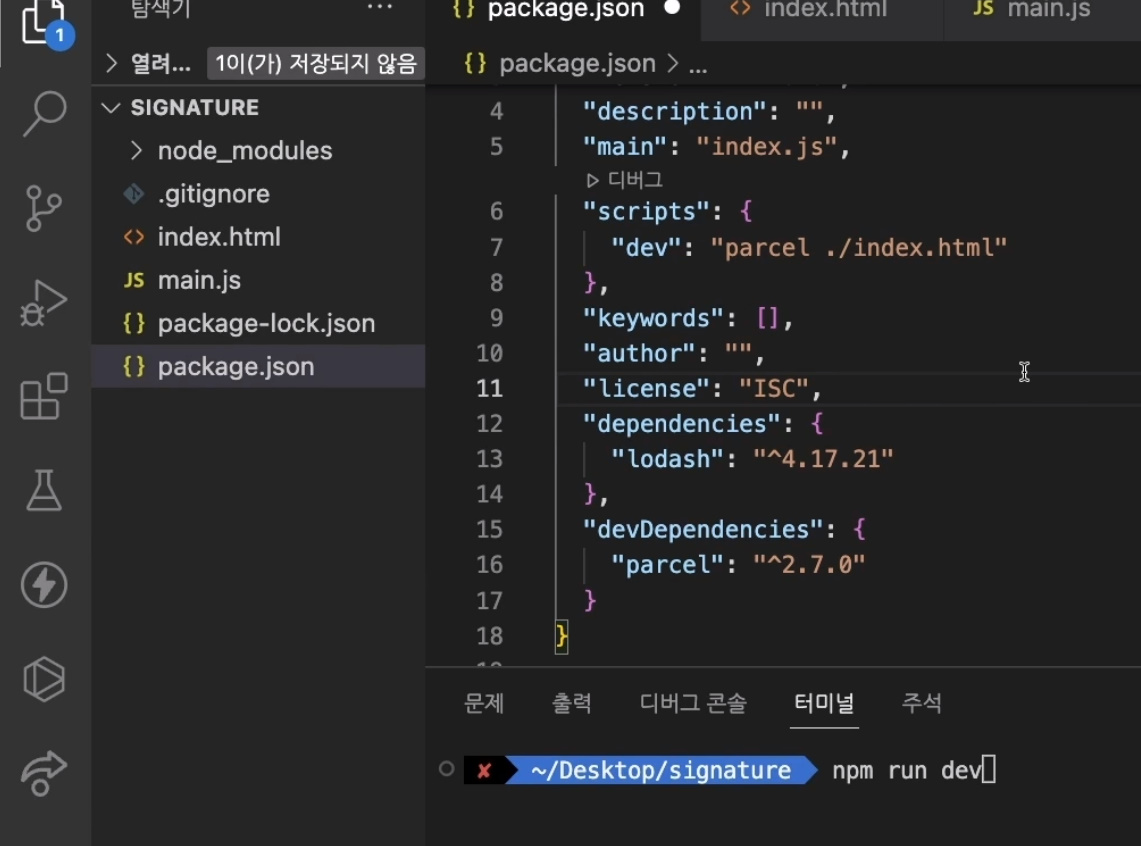 탐색기 ...
1
열려... 1이(가) 저장되지 않음
SIGNATURE
node_modules
.gitignore
index.html
JS main.js
{} package-lock.json
{} package.json
{} package.json index.html JS main.js
{} package.json > ...
4 "description": "",
5 "main": "index.js",
디버그
6 "scripts": {
7 "dev": "parcel ./index.html"
8 },
9 "keywords": [],
10 "author": "",
11 "license": "ISC",
12 "dependencies": {
13 "lodash": "^4.17.21"
14 },
15 "devDependencies": {
16 "parcel": "^2.7.0"
17 }
18 }
문제 출력 디버그 콘솔 터미널 주석
✘ ~/Desktop/signature npm run dev